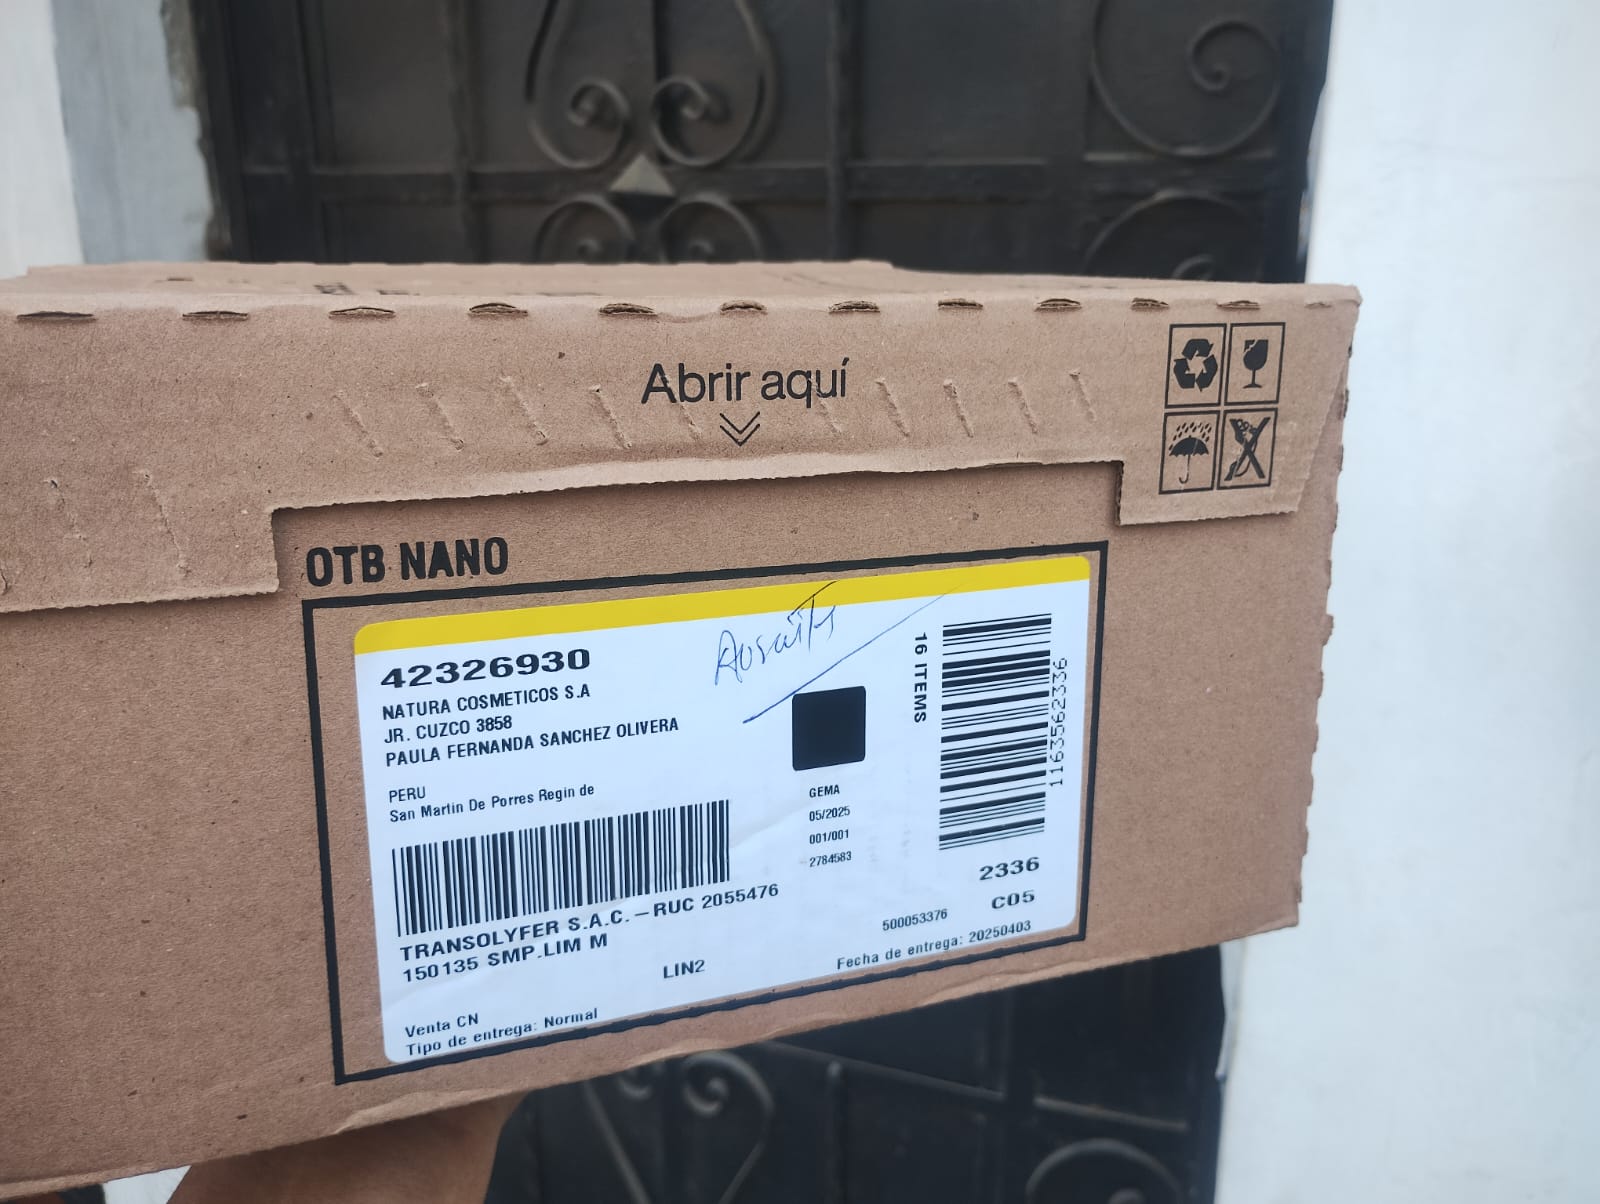 Abrir aquí
OTB NANO
42326930
NATURA COSMETICOS S.A
JR. CUZCO 3858
PAULA FERNANDA SANCHEZ OLIVERA
PERU
San Martin De Porres Regin de
TRANSOLYFER S.A.C. – RUC 2055476
150135 SMP.LIM M
LIN2
Venta CN
Tipo de entrega: Normal
GEMA
05/2025
001/001
2784583
16 ITEMS
1163562336
2336
C05
500053376
Fecha de entrega: 20250403